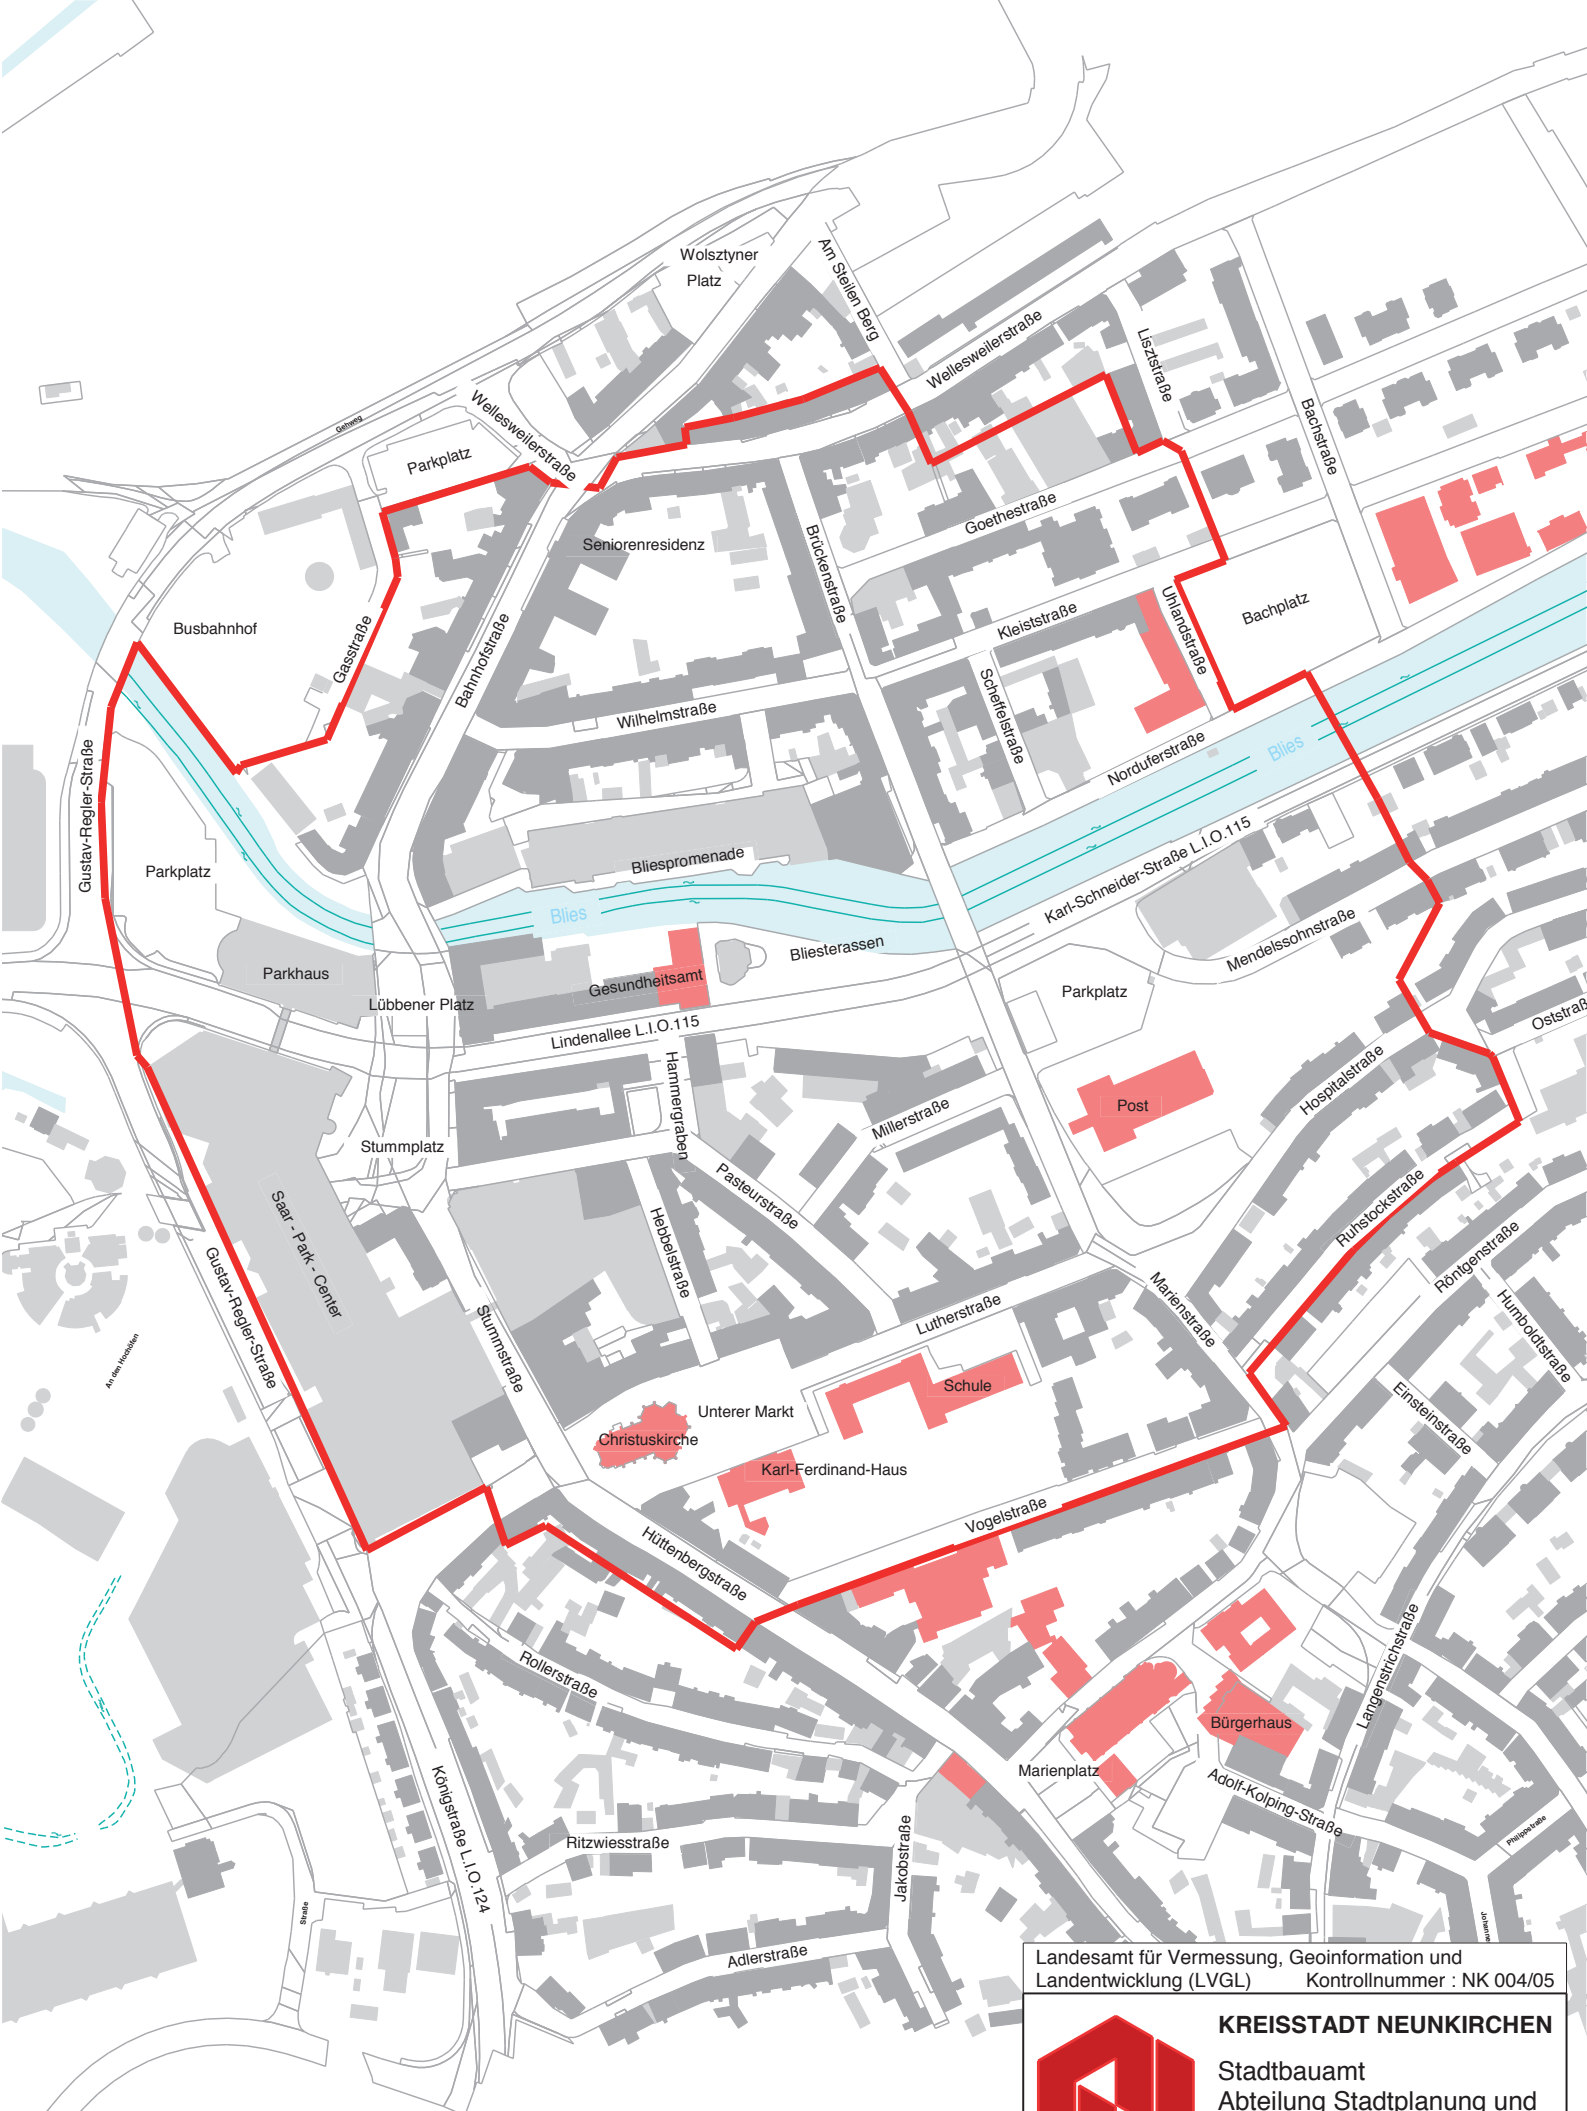 Wolsztyner
Platz
Am Steilen Berg
Wellesweilerstraße
Lisztstraße
Gehweg
Wellesweilerstraße
Parkplatz
Bachstraße
Seniorenresidenz
Goethestraße
Brückenstraße
Busbahnhof
Gasstraße
Bahnhofstraße
Kleiststraße
Uhlandstraße
Bachplatz
Scheffelstraße
Wilhelmstraße
Norduferstraße
Blies
Gustav-Regler-Straße
Parkplatz
Bliespromenade
Karl-Schneider-Straße L.I.O.115
Blies
Bliesterassen
Mendelssohnstraße
Parkhaus
Gesundheitsamt
Lübbener Platz
Parkplatz
Lindenallee L.I.O.115
Oststraß
Hammergraben
Hospitalstraße
Post
Millerstraße
Stummplatz
Pasteurstraße
Saar - Park - Center
Ruhstockstraße
Hebbelstraße
Röntgenstraße
Gustav-Regler-Straße
Marienstraße
Lutherstraße
Humboldtstraße
An den Hochöfen
Stummstraße
Schule
Einsteinstraße
Unterer Markt
Christuskirche
Karl-Ferdinand-Haus
Vogelstraße
Hüttenbergstraße
Rollerstraße
Langenstrichstraße
Bürgerhaus
Marienplatz
Adolf-Kolping-Straße
Königstraße L.I.O.124
Philippstraße
Ritzwiesstraße
Jakobstraße
Straße
Johanne
Adlerstraße
Landesamt für Vermessung, Geoinformation und
Landentwicklung (LVGL) Kontrollnummer : NK 004/05
KREISSTADT NEUNKIRCHEN
Stadtbauamt
Abteilung Stadtplanung und